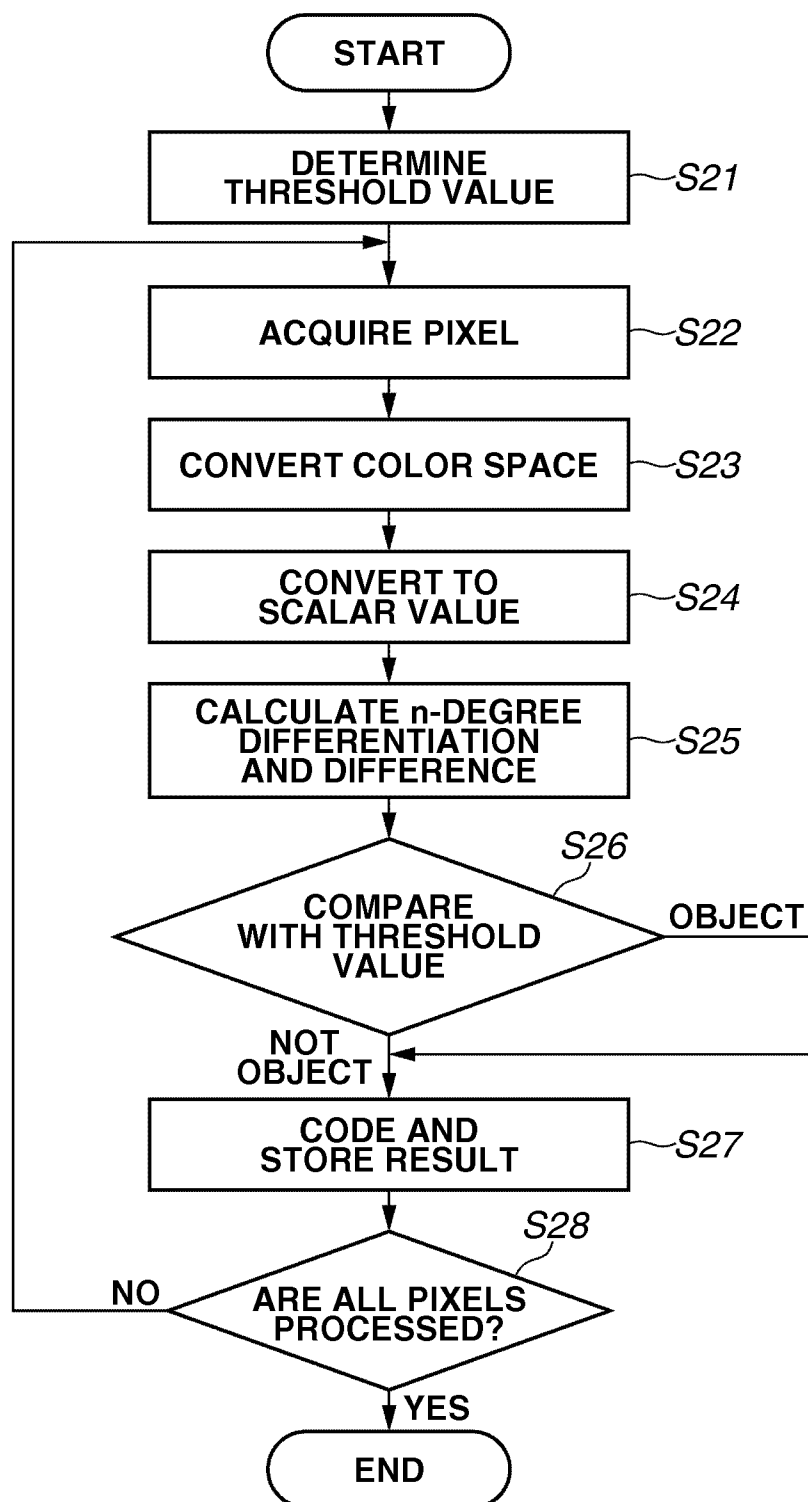 START
DETERMINE
THRESHOLD VALUE
S21
ACQUIRE PIXEL
S22
CONVERT COLOR SPACE
S23
CONVERT TO
SCALAR VALUE
S24
CALCULATE n-DEGREE
DIFFERENTIATION
AND DIFFERENCE
S25
S26
COMPARE
WITH THRESHOLD
VALUE
OBJECT
NOT
OBJECT
CODE AND
STORE RESULT
S27
S28
NO
ARE ALL PIXELS
PROCESSED?
YES
END